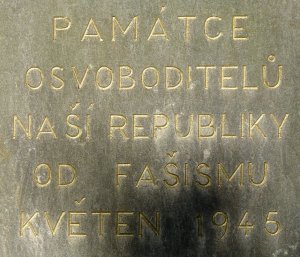 PAMÁTCE
OSVOBODITELŮ
NAŠÍ REPUBLIKY
OD FAŠISMU
KVĚTEN 1945